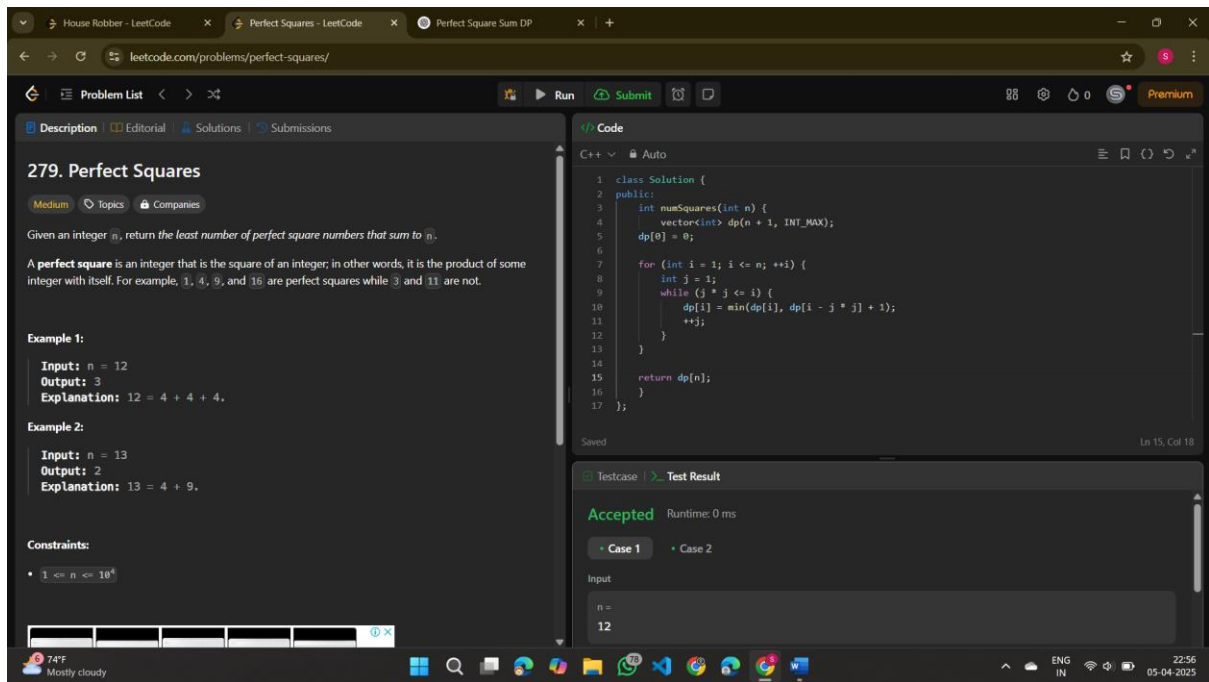 House Robber - LeetCode
Perfect Squares - LeetCode
Perfect Square Sum DP
leetcode.com/problems/perfect-squares/
S
Problem List
Run
Submit
0
Premium
Description
Editorial
Solutions
Submissions
279. Perfect Squares
Medium
Topics
Companies
Given an integer n, return the least number of perfect square numbers that sum to n.
A perfect square is an integer that is the square of an integer; in other words, it is the product of some
integer with itself. For example, 1, 4, 9, and 16 are perfect squares while 3 and 11 are not.
Example 1:
Input: n = 12
Output: 3
Explanation: 12 = 4 + 4 + 4.
Example 2:
Input: n = 13
Output: 2
Explanation: 13 = 4 + 9.
Constraints:
• 1 <= n <= 10⁴
</> Code
C++
Auto
1 class Solution {
2 public:
3 int numSquares(int n) {
4 vector<int> dp(n + 1, INT_MAX);
5 dp[0] = 0;
6
7 for (int i = 1; i <= n; ++i) {
8 int j = 1;
9 while (j * j <= i) {
10 dp[i] = min(dp[i], dp[i - j * j] + 1);
11 ++j;
12 }
13 }
14
15 return dp[n];
16 }
17 };
Saved
Ln 15, Col 18
Testcase
>_ Test Result
Accepted
Runtime: 0 ms
• Case 1
• Case 2
Input
n =
12
6
74°F
Mostly cloudy
78
ENG
IN
22:56
05-04-2025